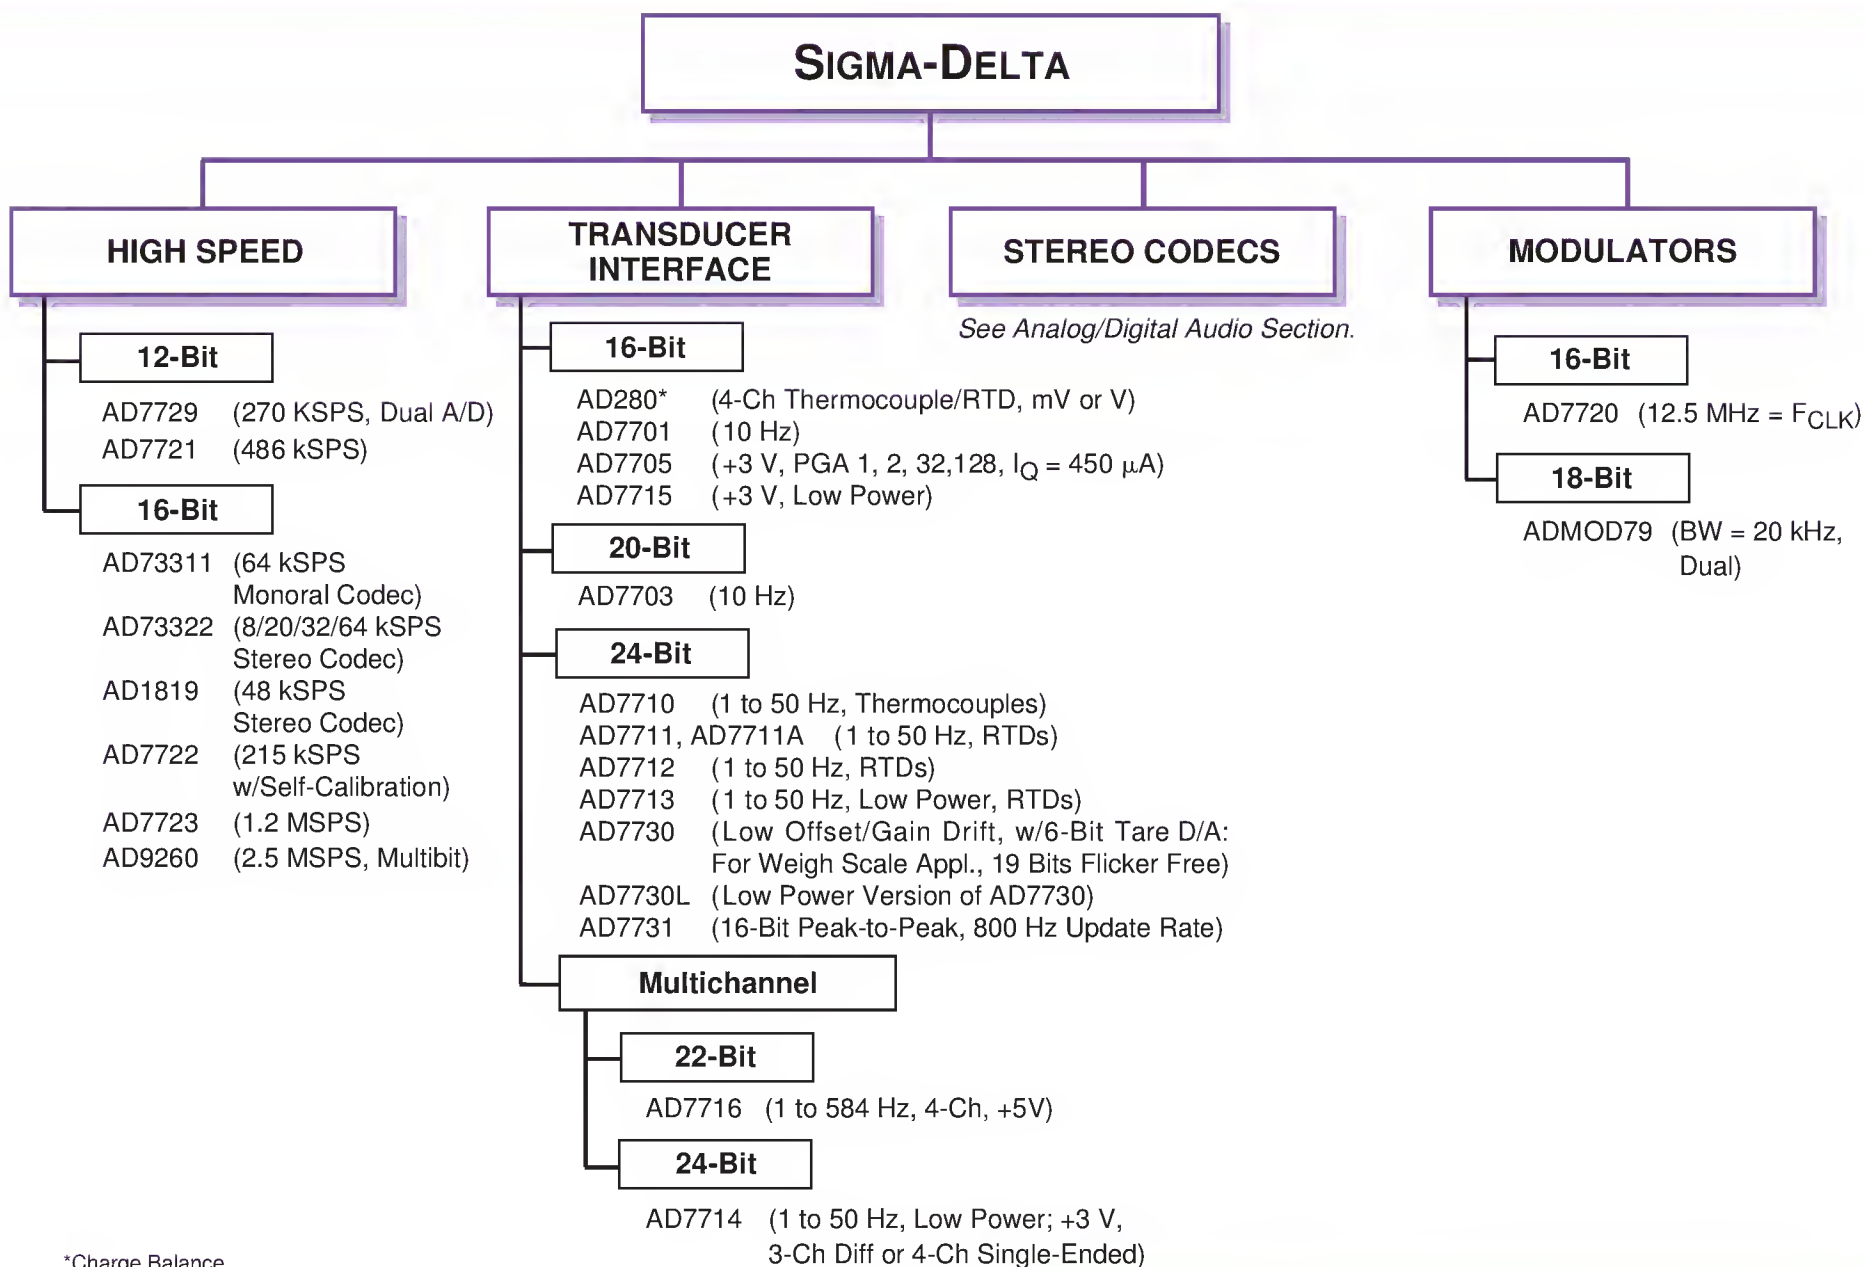 SIGMA-DELTA
HIGH SPEED
12-Bit
AD7729 (270 KSPS, Dual A/D)
AD7721 (486 kSPS)
16-Bit
AD73311 (64 kSPS
Monoral Codec)
AD73322 (8/20/32/64 kSPS
Stereo Codec)
AD1819 (48 kSPS
Stereo Codec)
AD7722 (215 kSPS
w/Self-Calibration)
AD7723 (1.2 MSPS)
AD9260 (2.5 MSPS, Multibit)
TRANSDUCER
INTERFACE
16-Bit
AD280* (4-Ch Thermocouple/RTD, mV or V)
AD7701 (10 Hz)
AD7705 (+3 V, PGA 1, 2, 32,128, IQ = 450 μA)
AD7715 (+3 V, Low Power)
20-Bit
AD7703 (10 Hz)
24-Bit
AD7710 (1 to 50 Hz, Thermocouples)
AD7711, AD7711A (1 to 50 Hz, RTDs)
AD7712 (1 to 50 Hz, RTDs)
AD7713 (1 to 50 Hz, Low Power, RTDs)
AD7730 (Low Offset/Gain Drift, w/6-Bit Tare D/A:
For Weigh Scale Appl., 19 Bits Flicker Free)
AD7730L (Low Power Version of AD7730)
AD7731 (16-Bit Peak-to-Peak, 800 Hz Update Rate)
Multichannel
22-Bit
AD7716 (1 to 584 Hz, 4-Ch, +5V)
24-Bit
AD7714 (1 to 50 Hz, Low Power; +3 V,
3-Ch Diff or 4-Ch Single-Ended)
STEREO CODECS
See Analog/Digital Audio Section.
MODULATORS
16-Bit
AD7720 (12.5 MHz = FCLK)
18-Bit
ADMOD79 (BW = 20 kHz,
Dual)
*Charge Balance